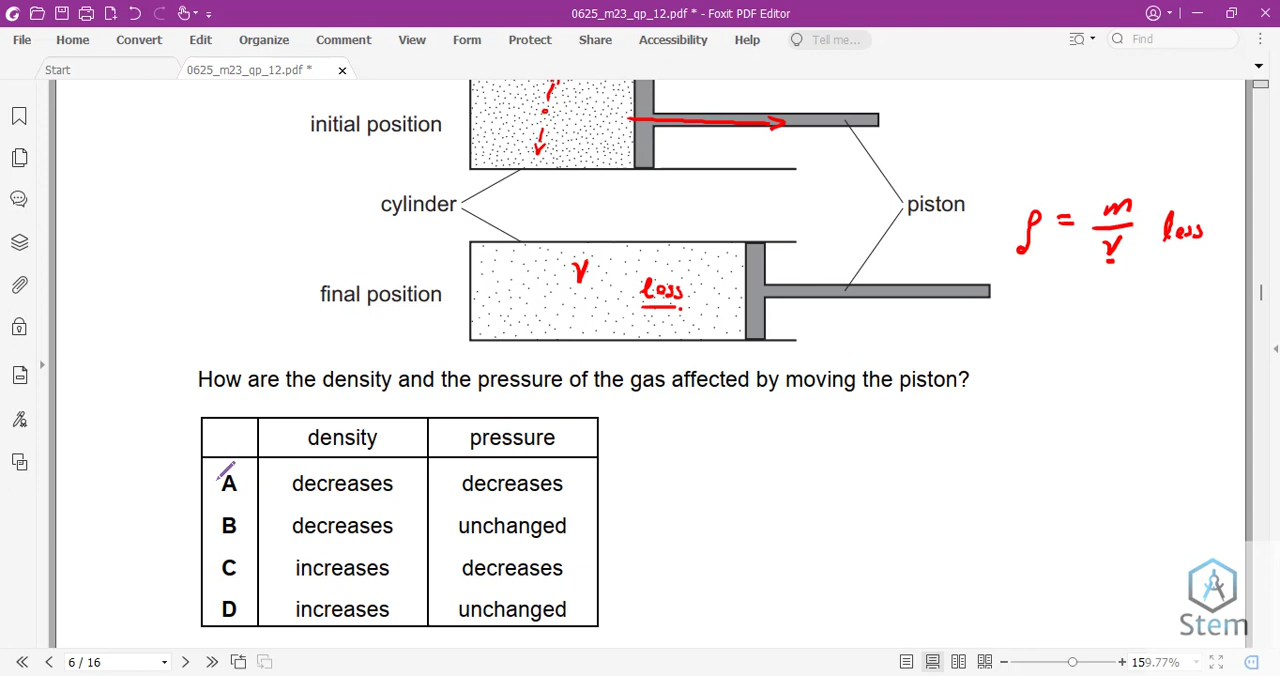 0625_m23_qp_12.pdf * - Foxit PDF Editor
File Home Convert Edit Organize Comment View Form Protect Share Accessibility Help Tell me... Find
Start 0625_m23_qp_12.pdf *
initial position
cylinder
piston
ρ = m/v less
final position
v
less
How are the density and the pressure of the gas affected by moving the piston?
density pressure
A decreases decreases
B decreases unchanged
C increases decreases
D increases unchanged
Stem
6 / 16
159.77%